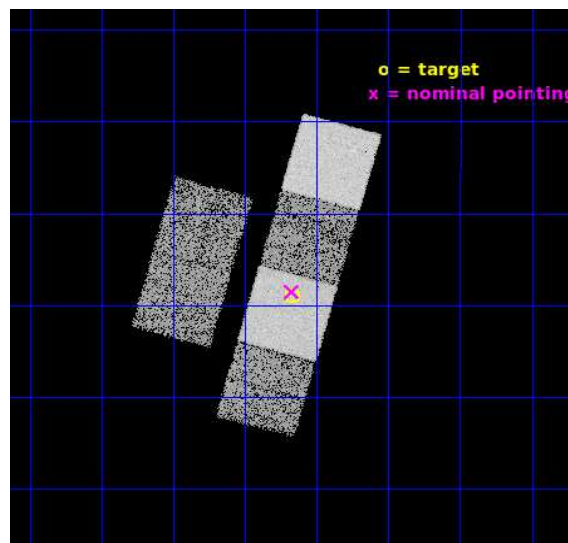 o = target
x = nominal pointing